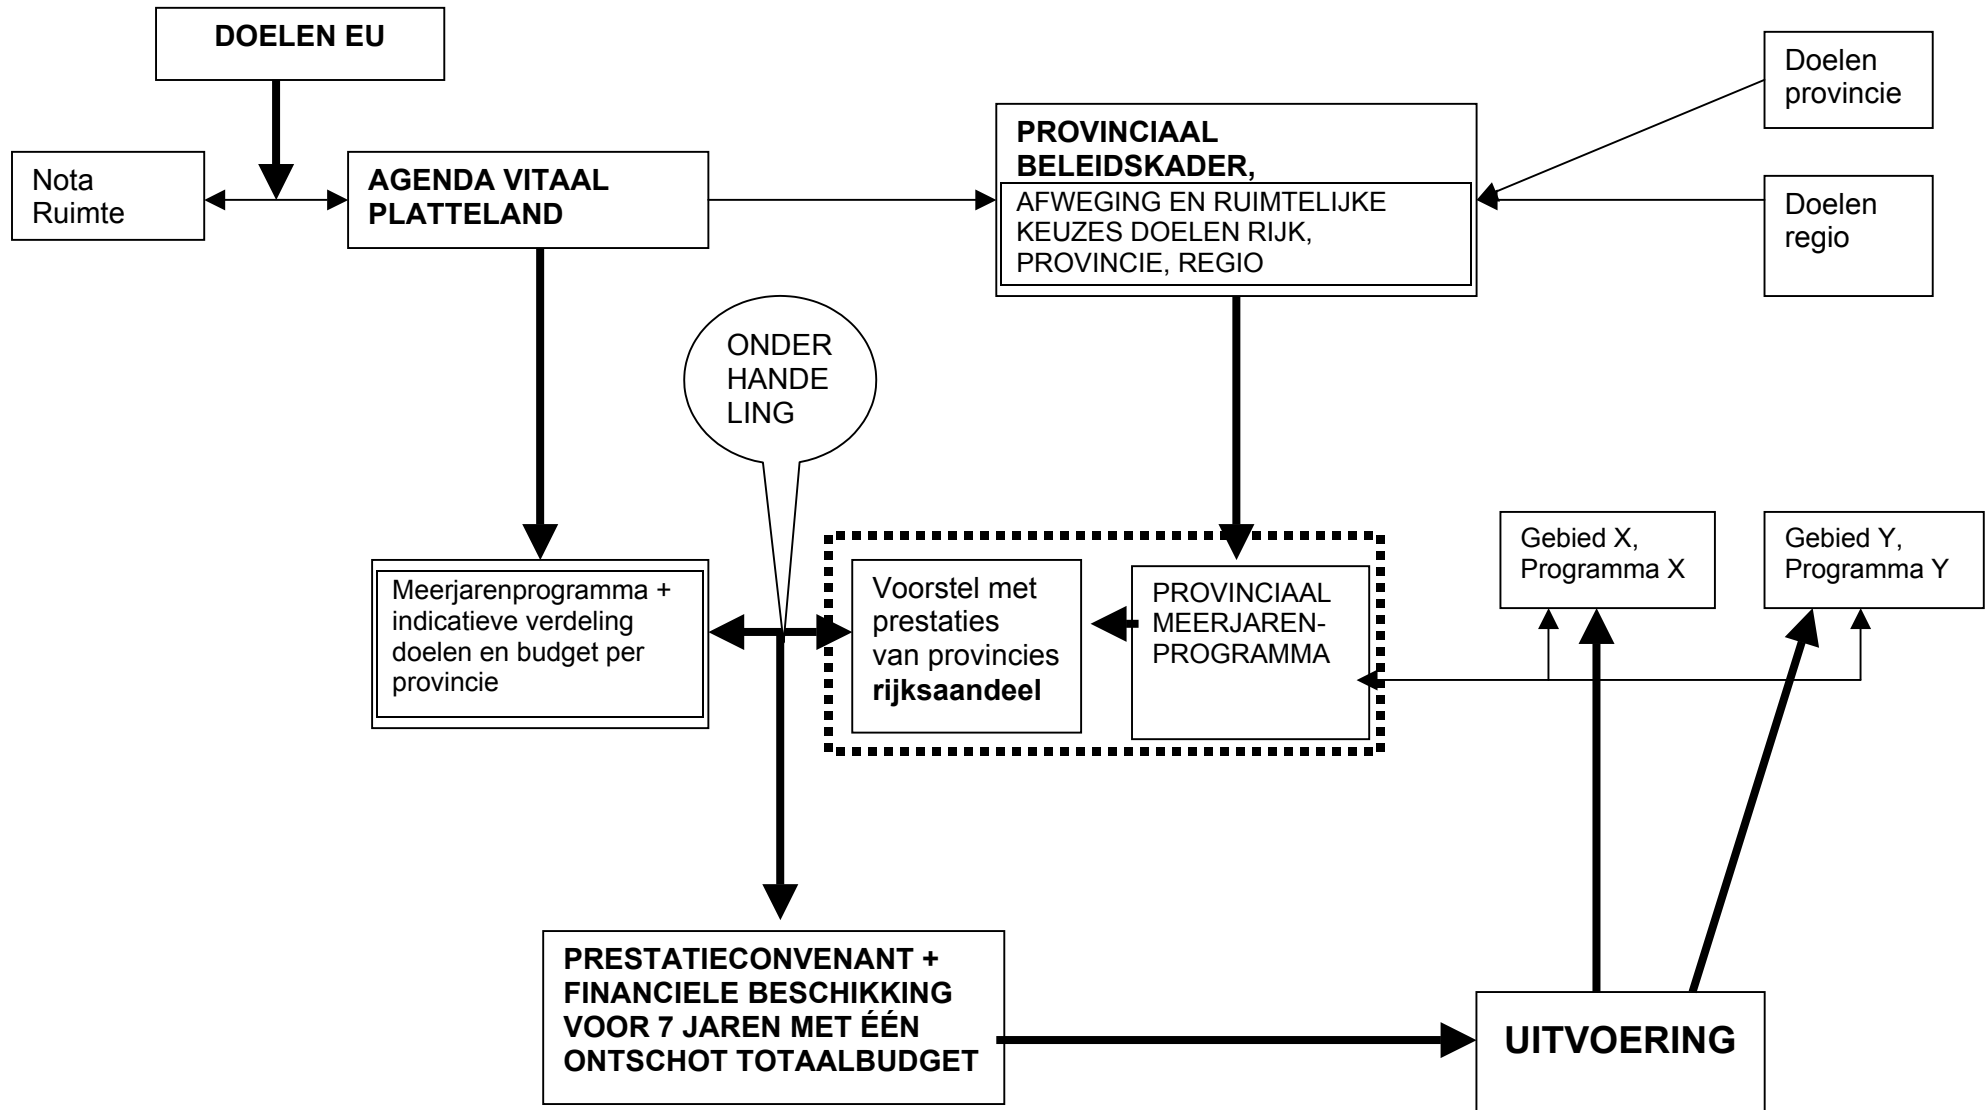 DOELEN EU
Nota
Ruimte
AGENDA VITAAL
PLATTELAND
PROVINCIAAL
BELEIDSKADER,
AFWEGING EN RUIMTELIJKE
KEUZES DOELEN RIJK,
PROVINCIE, REGIO
Doelen
provincie
Doelen
regio
ONDER
HANDE
LING
Meerjarenprogramma +
indicatieve verdeling
doelen en budget per
provincie
Voorstel met
prestaties
van provincies
rijksaandeel
PROVINCIAAL
MEERJAREN-
PROGRAMMA
Gebied X,
Programma X
Gebied Y,
Programma Y
PRESTATIECONVENANT +
FINANCIELE BESCHIKKING
VOOR 7 JAREN MET ÉÉN
ONTSCHOT TOTAALBUDGET
UITVOERING